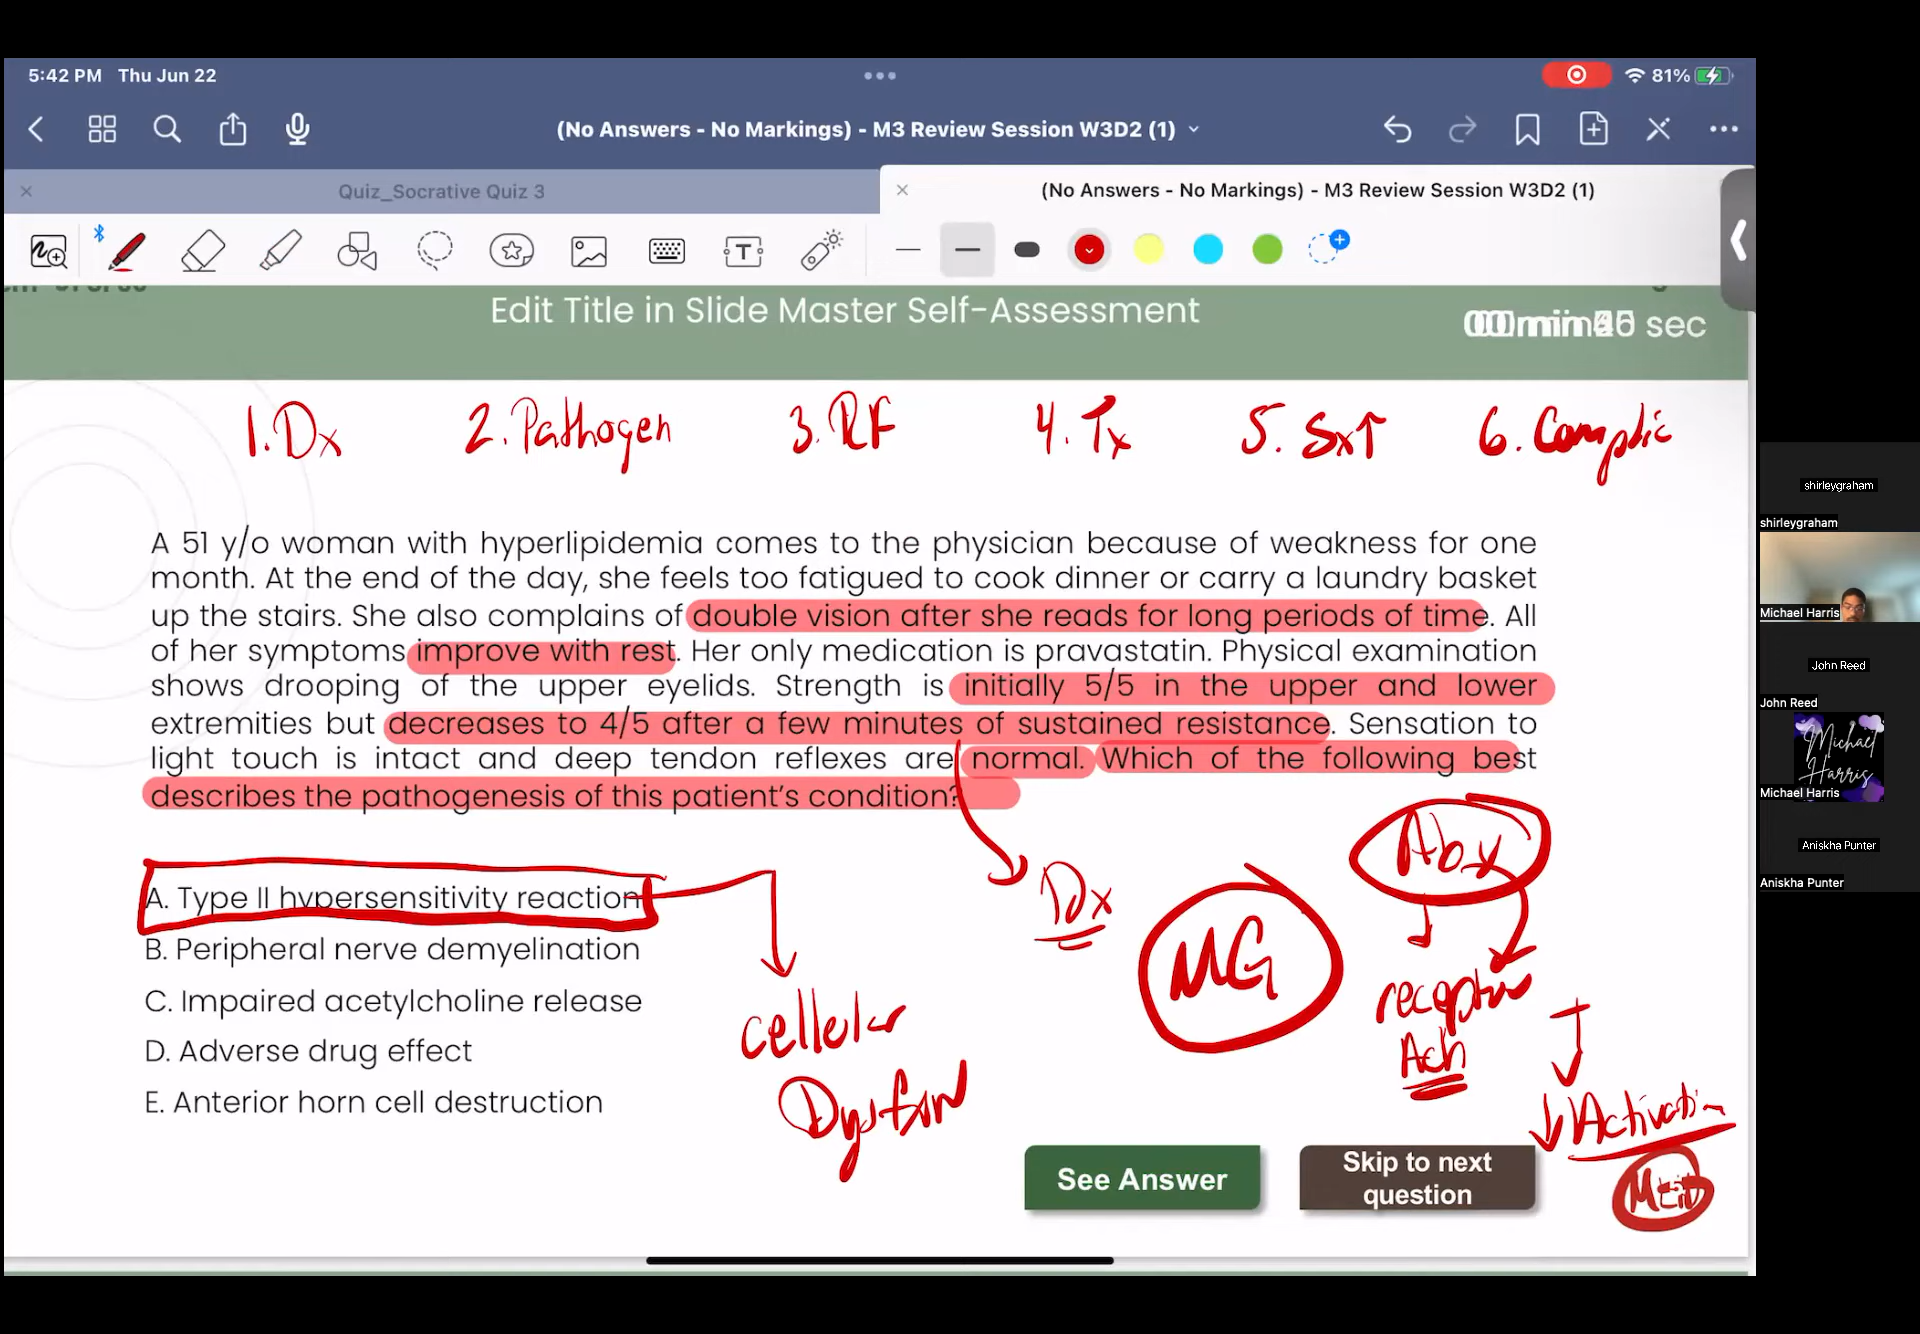 5:42 PM Thu Jun 22
81%
(No Answers - No Markings) - M3 Review Session W3D2 (1)
Quiz_Socrative Quiz 3
(No Answers - No Markings) - M3 Review Session W3D2 (1)
Edit Title in Slide Master Self-Assessment
sec
1. Dx 2. Pathogen 3. RF 4. Tx 5. Sx↑ 6. Complic
A 51 y/o woman with hyperlipidemia comes to the physician because of weakness for one
month. At the end of the day, she feels too fatigued to cook dinner or carry a laundry basket
up the stairs. She also complains of double vision after she reads for long periods of time. All
of her symptoms improve with rest. Her only medication is pravastatin. Physical examination
shows drooping of the upper eyelids. Strength is initially 5/5 in the upper and lower
extremities but decreases to 4/5 after a few minutes of sustained resistance. Sensation to
light touch is intact and deep tendon reflexes are normal. Which of the following best
describes the pathogenesis of this patient's condition?
A. Type II hypersensitivity reaction
B. Peripheral nerve demyelination
C. Impaired acetylcholine release
D. Adverse drug effect
E. Anterior horn cell destruction
cellular
Dx
MG
Abx
Ach
↓ Activation
See Answer
Skip to next
question
shirleygraham
shirleygraham
Michael Harris
John Reed
John Reed
Michael
Harris
Michael Harris
Aniskha Punter
Aniskha Punter